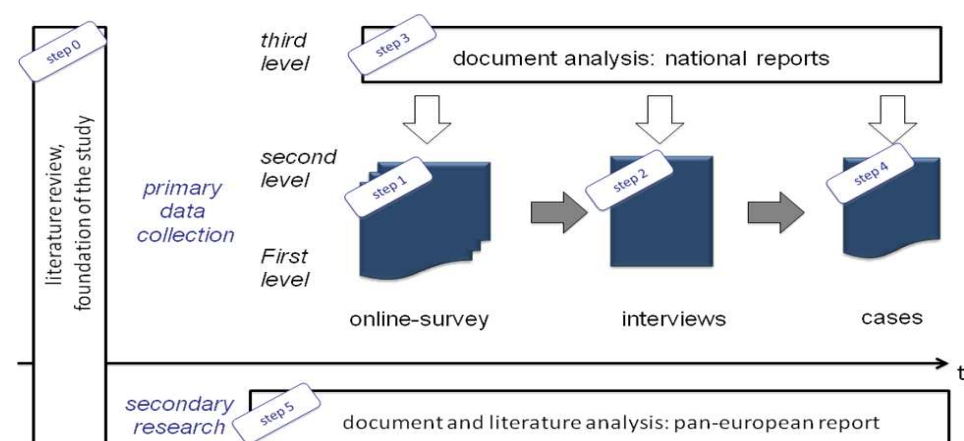 step 0
literature review,
foundation of the study
third
level
step 3
document analysis: national reports
primary
data
collection
second
level
First
level
step 1
step 2
step 4
online-survey
interviews
cases
t
secondary
research
step 5
document and literature analysis: pan-european report